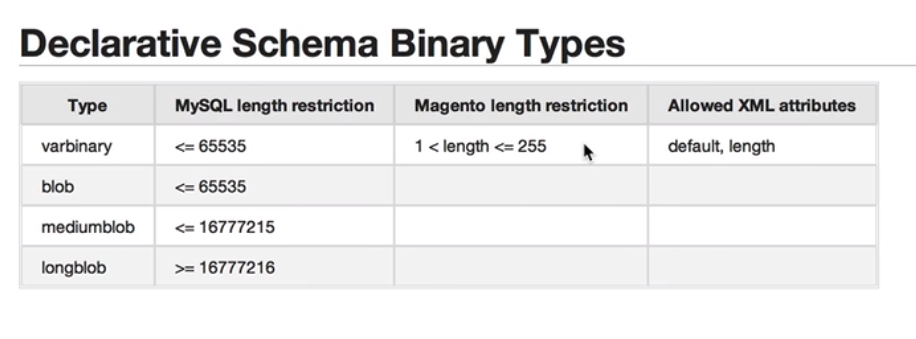 Declarative Schema Binary Types
Type MySQL length restriction Magento length restriction Allowed XML attributes
varbinary <= 65535 1 < length <= 255 default, length
blob <= 65535
mediumblob <= 16777215
longblob >= 16777216